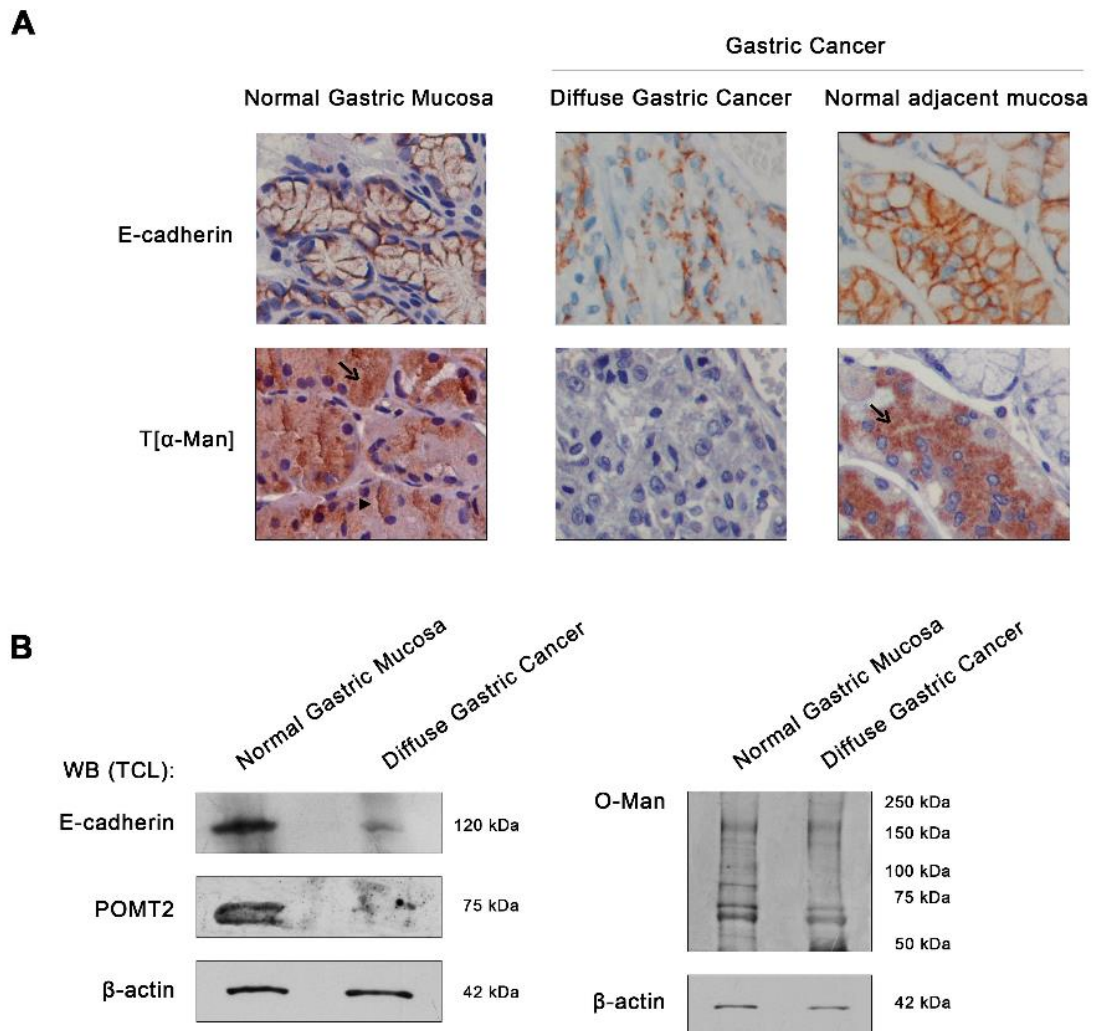 A
Gastric Cancer
Normal Gastric Mucosa
Diffuse Gastric Cancer
Normal adjacent mucosa
E-cadherin
T[α-Man]
B
Normal Gastric Mucosa
Diffuse Gastric Cancer
WB (TCL):
E-cadherin
120 kDa
POMT2
75 kDa
β-actin
42 kDa
Normal Gastric Mucosa
Diffuse Gastric Cancer
O-Man
250 kDa
150 kDa
100 kDa
75 kDa
50 kDa
β-actin
42 kDa